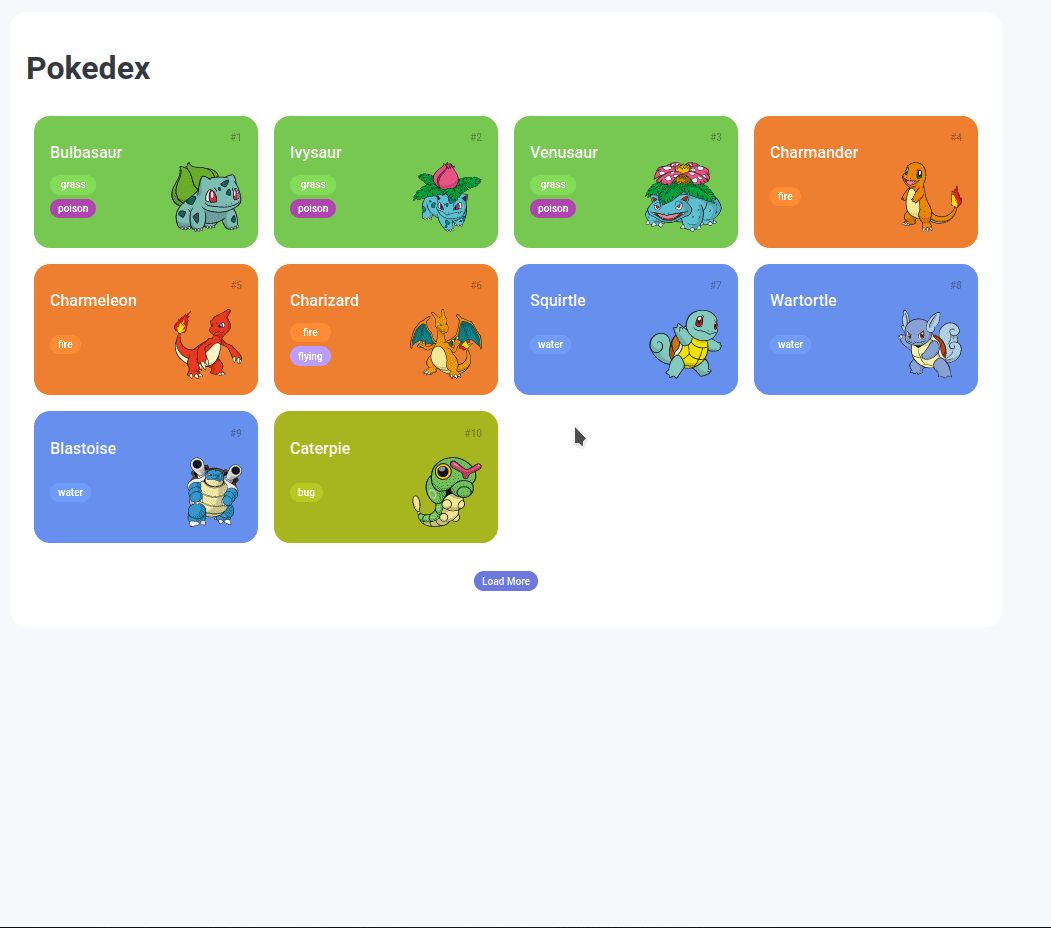 Pokedex
#1
Bulbasaur
grass
poison
#2
Ivysaur
grass
poison
#3
Venusaur
grass
poison
#4
Charmander
fire
#5
Charmeleon
fire
#6
Charizard
fire
flying
#7
Squirtle
water
#8
Wartortle
water
#9
Blastoise
water
#10
Caterpie
bug
Load More